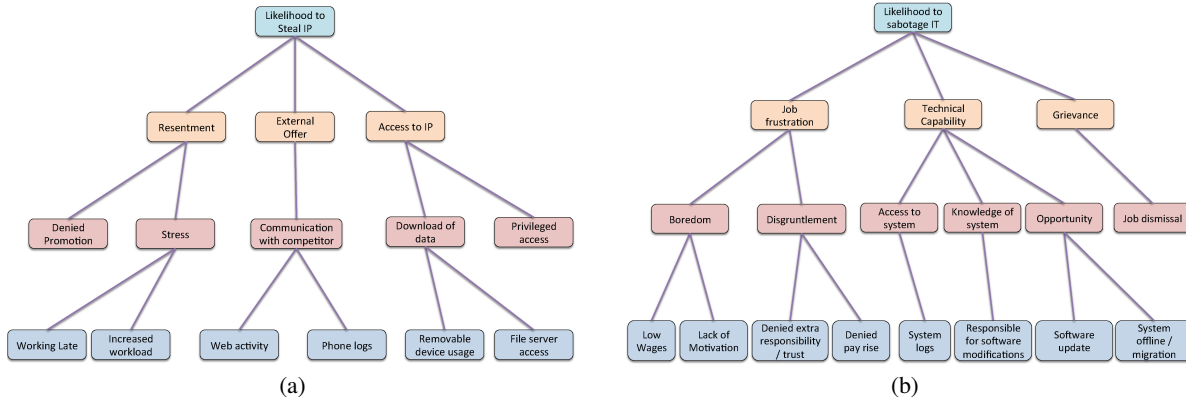 Likelihood to
Steal IP
Resentment
External
Offer
Access to IP
Denied
Promotion
Stress
Communication
with competitor
Download of
data
Privileged
access
Working Late
Increased
workload
Web activity
Phone logs
Removable
device usage
File server
access
(a)
Likelihood to
sabotage IT
Job
frustration
Technical
Capability
Grievance
Boredom
Disgruntlement
Access to
system
Knowledge of
system
Opportunity
Job dismissal
Low
Wages
Lack of
Motivation
Denied extra
responsibility
/ trust
Denied
pay rise
System
logs
Responsible
for software
modifications
Software
update
System
offline /
migration
(b)